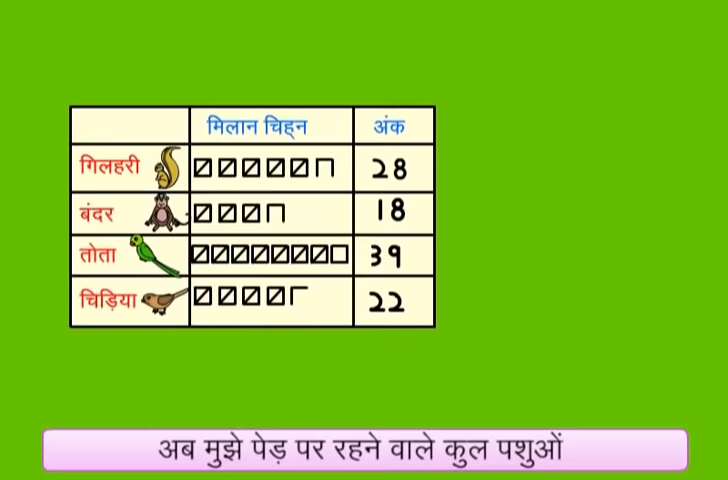 मिलान चिह्न अंक
गिलहरी 28
बंदर 18
तोता 39
चिड़िया 22
अब मुझे पेड़ पर रहने वाले कुल पशुओं